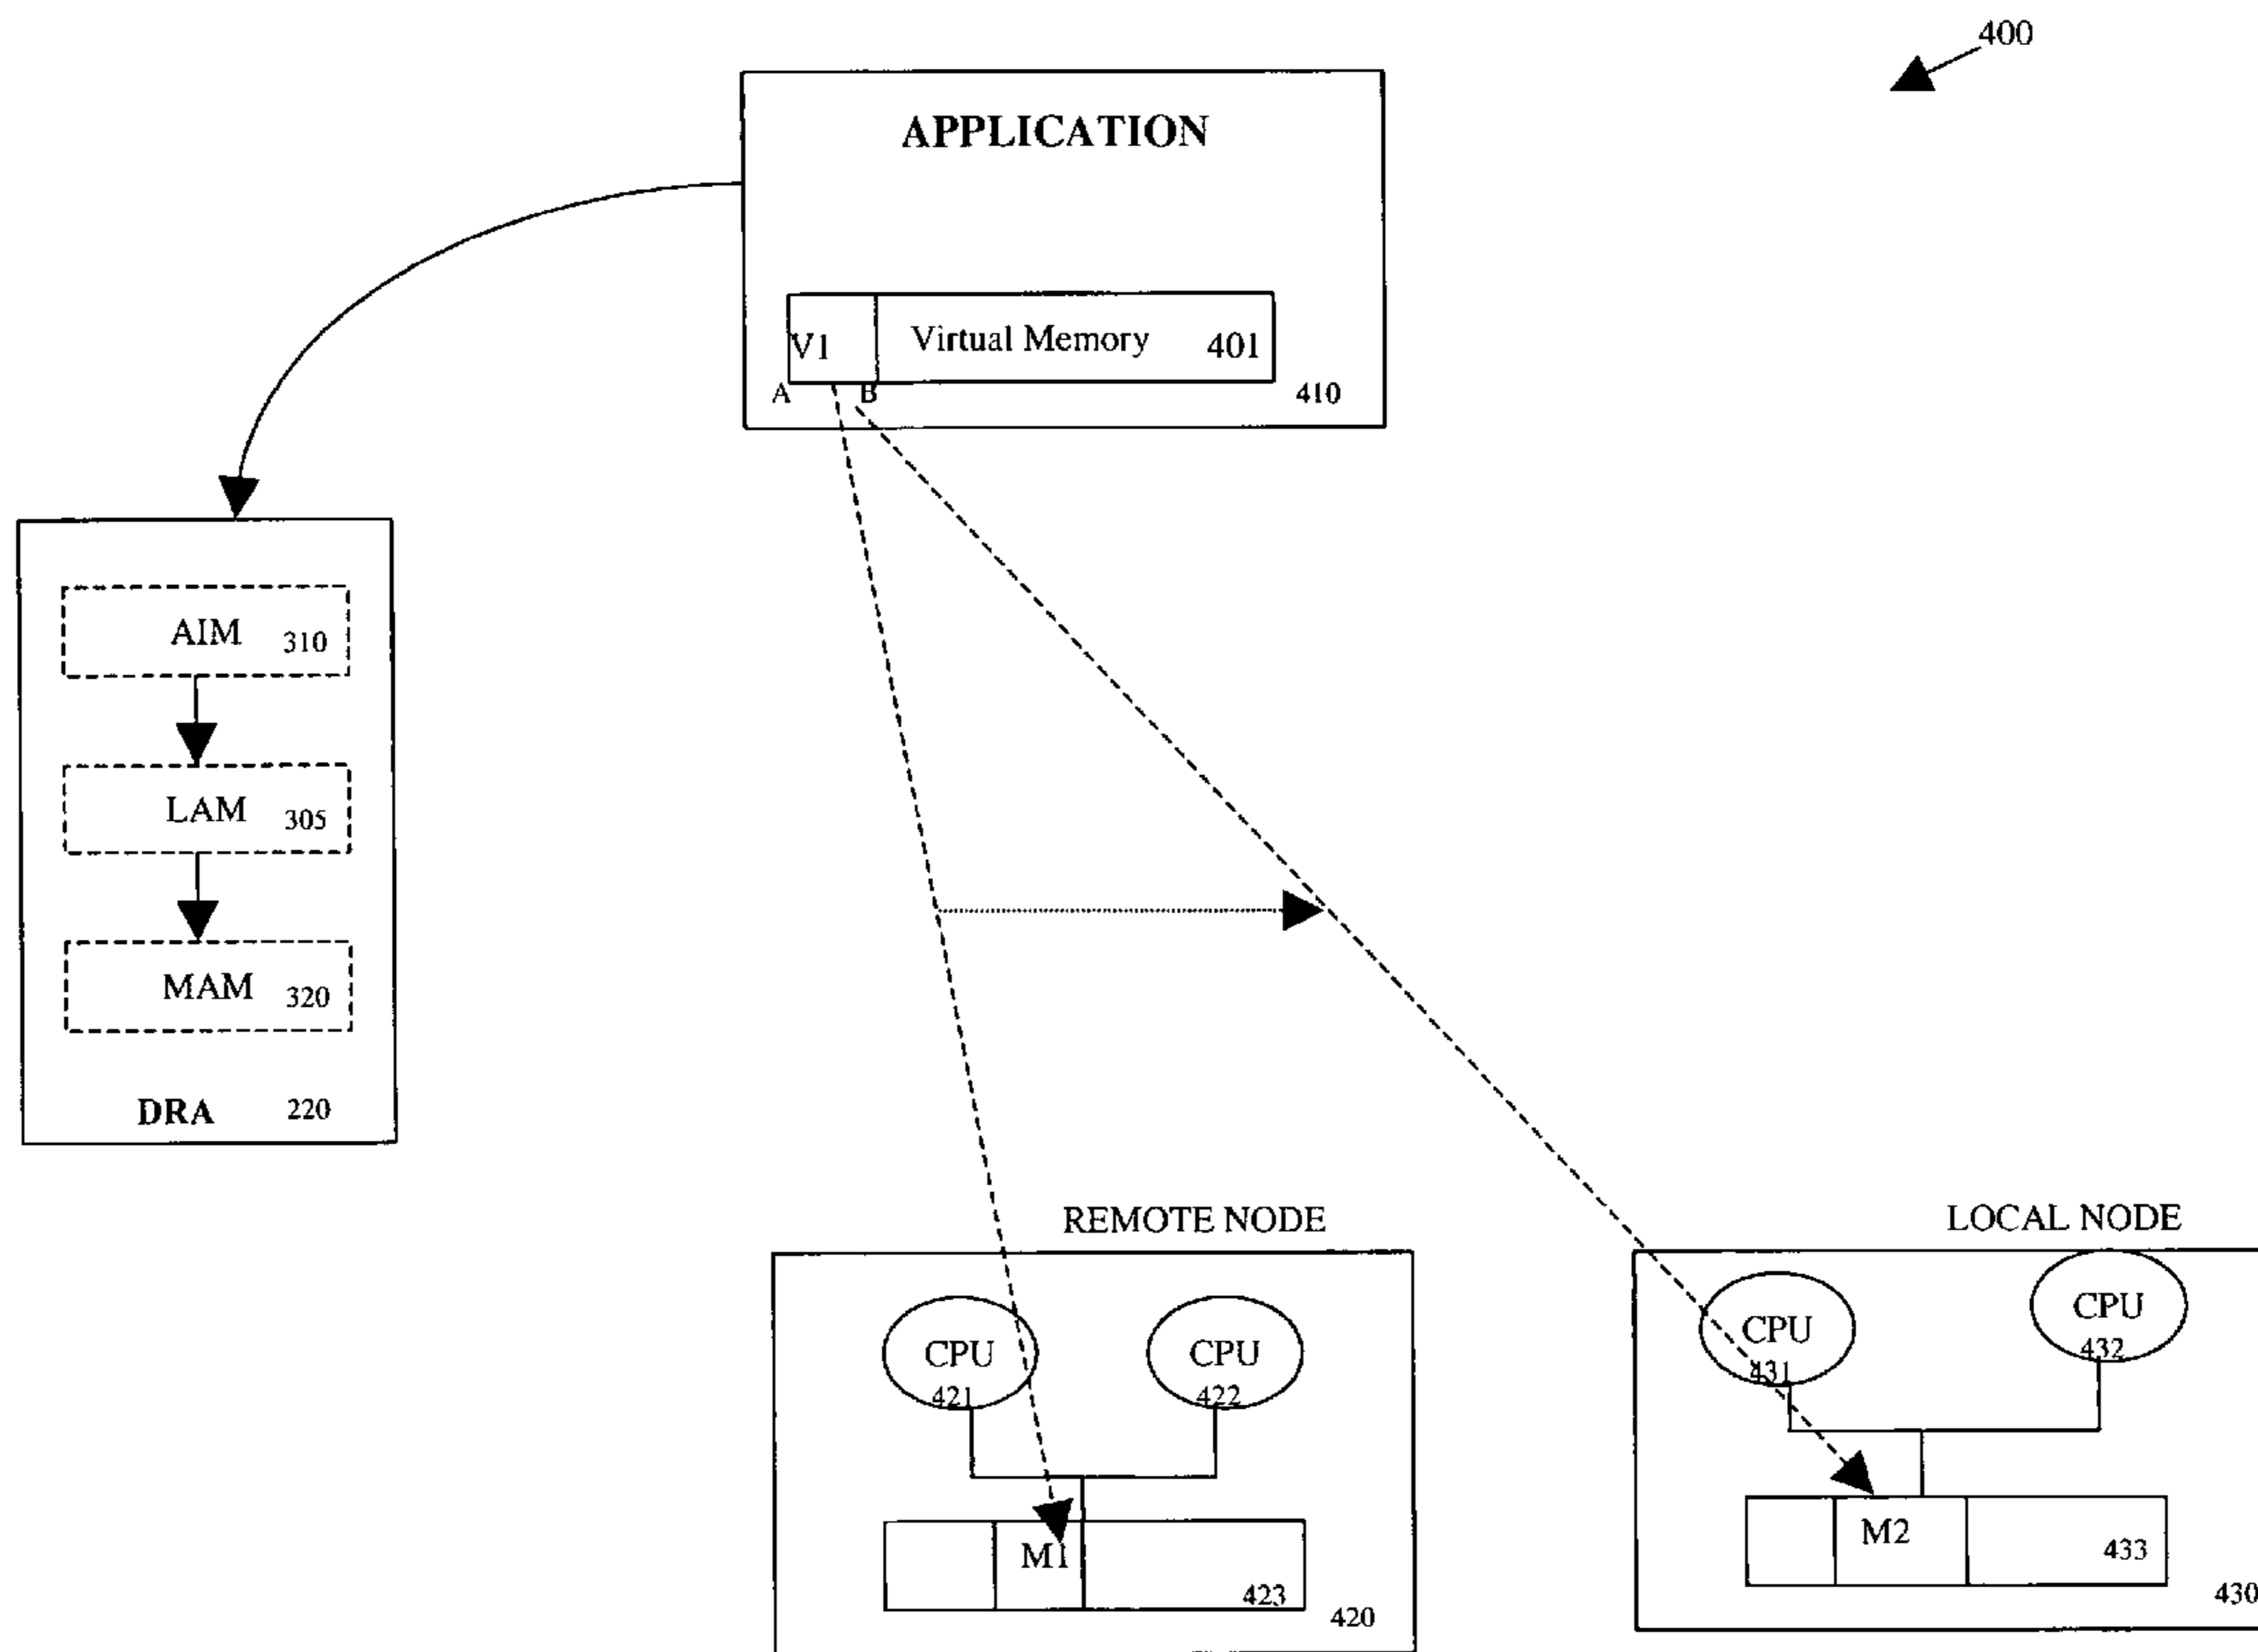 400
APPLICATION
V1 Virtual Memory 401
A B 410
AIM 310
LAM 305
MAM 320
DRA 220
REMOTE NODE
CPU 421
CPU 422
M1 423
420
LOCAL NODE
CPU 431
CPU 432
M2 433
430